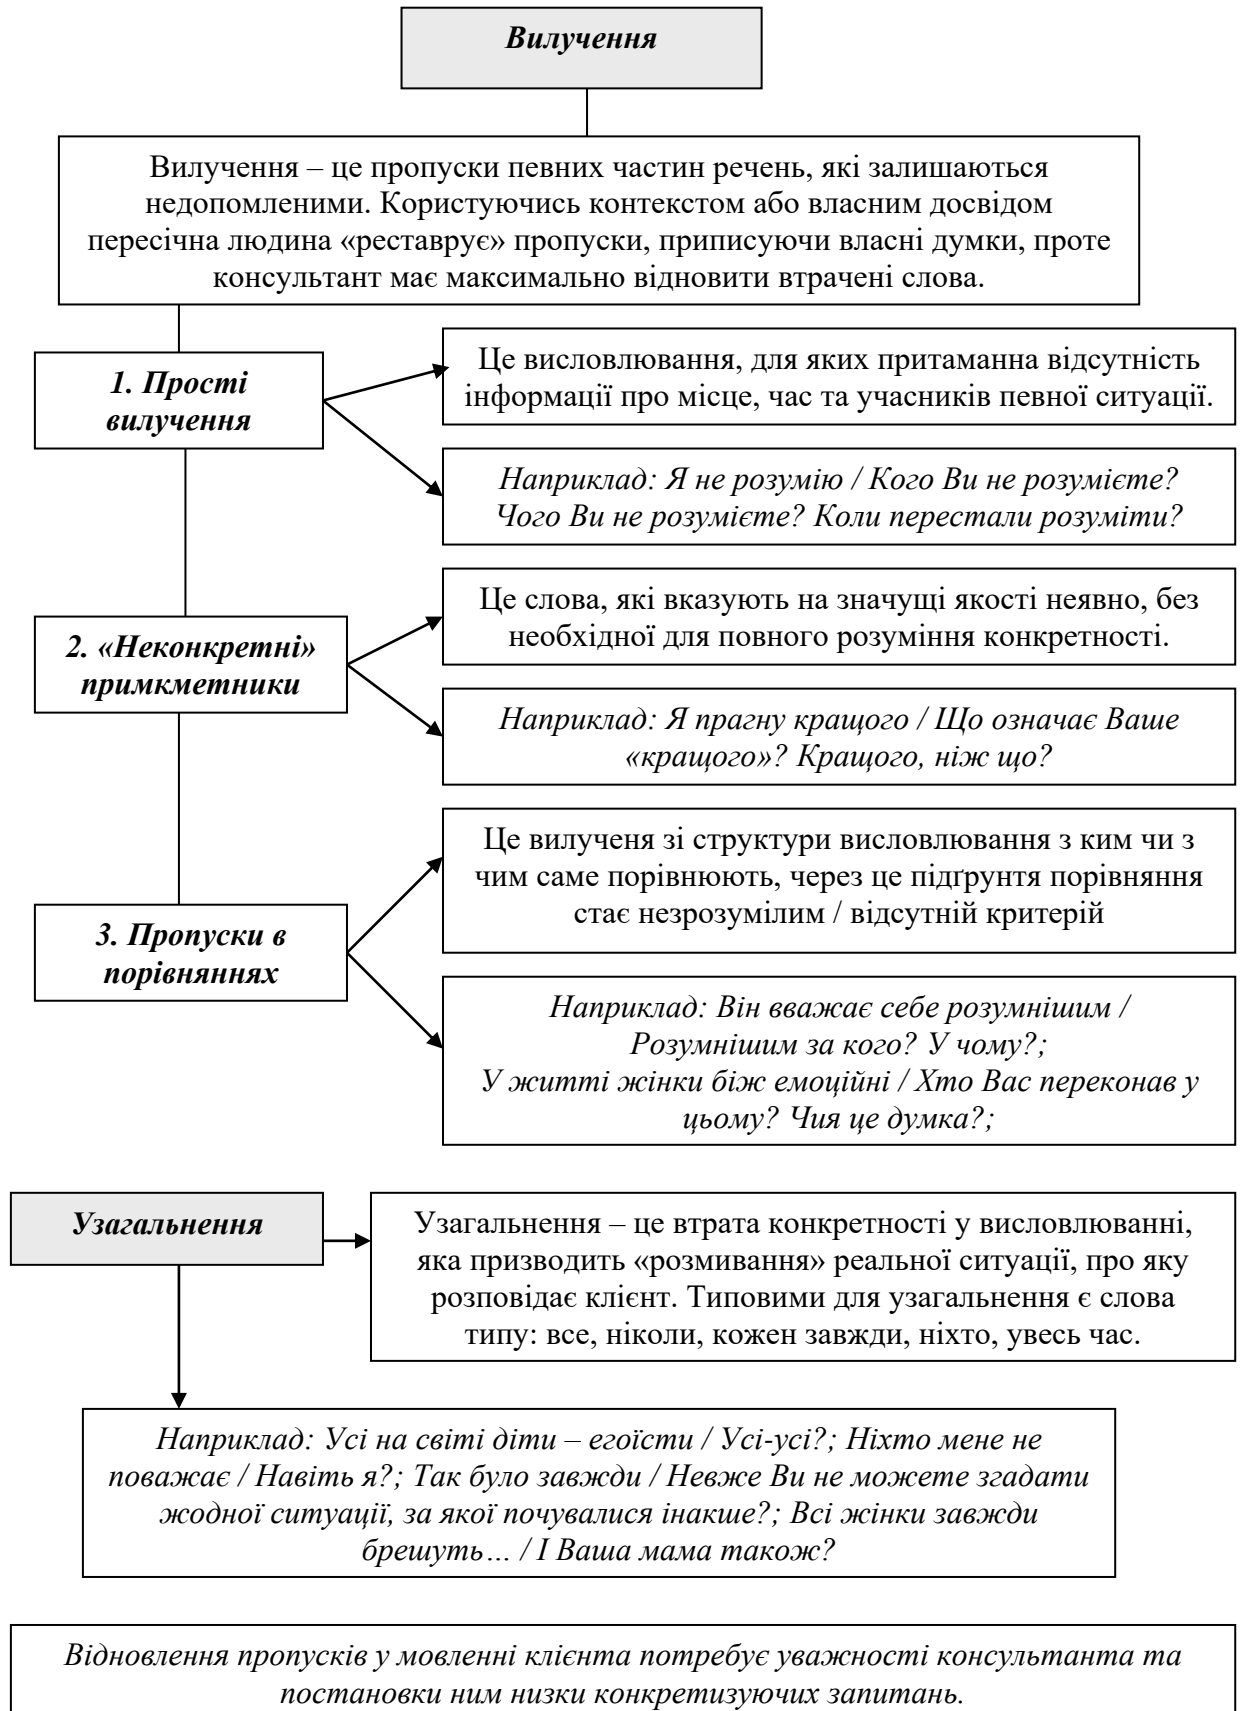 Вилучення
Вилучення – це пропуски певних частин речень, які залишаються
недопомленими. Користуючись контекстом або власним досвідом
пересічна людина «реставрує» пропуски, приписуючи власні думки, проте
консультант має максимально відновити втрачені слова.
1. Прості
вилучення
Це висловлювання, для яких притаманна відсутність
інформації про місце, час та учасників певної ситуації.
Наприклад: Я не розумію / Кого Ви не розумієте?
Чого Ви не розумієте? Коли перестали розуміти?
2. «Неконкретні»
примкметники
Це слова, які вказують на значущі якості неявно, без
необхідної для повного розуміння конкретності.
Наприклад: Я прагну кращого / Що означає Ваше
«кращого»? Кращого, ніж що?
3. Пропуски в
порівняннях
Це вилученя зі структури висловлювання з ким чи з
чим саме порівнюють, через це підґрунтя порівняння
стає незрозумілим / відсутній критерій
Наприклад: Він вважає себе розумнішим /
Розумнішим за кого? У чому?;
У житті жінки біж емоційні / Хто Вас переконав у
цьому? Чия це думка?;
Узагальнення
Узагальнення – це втрата конкретності у висловлюванні,
яка призводить «розмивання» реальної ситуації, про яку
розповідає клієнт. Типовими для узагальнення є слова
типу: все, ніколи, кожен завжди, ніхто, увесь час.
Наприклад: Усі на світі діти – егоїсти / Усі-усі?; Ніхто мене не
поважає / Навіть я?; Так було завжди / Невже Ви не можете згадати
жодної ситуації, за якої почувалися інакше?; Всі жінки завжди
брешуть… / І Ваша мама також?
Відновлення пропусків у мовленні клієнта потребує уважності консультанта та
постановки ним низки конкретизуючих запитань.